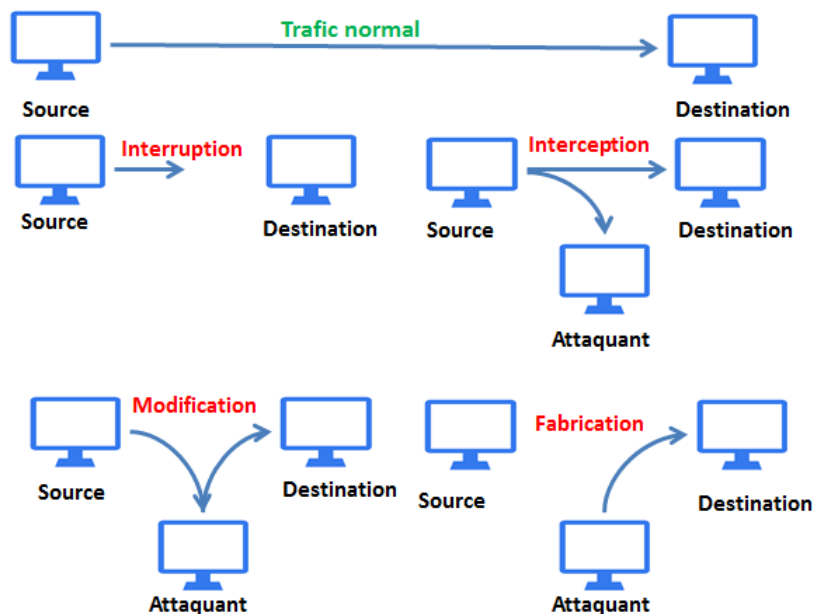 Trafic normal
Source
Destination
Interruption
Source
Destination
Interception
Source
Destination
Attaquant
Modification
Source
Destination
Attaquant
Fabrication
Source
Destination
Attaquant